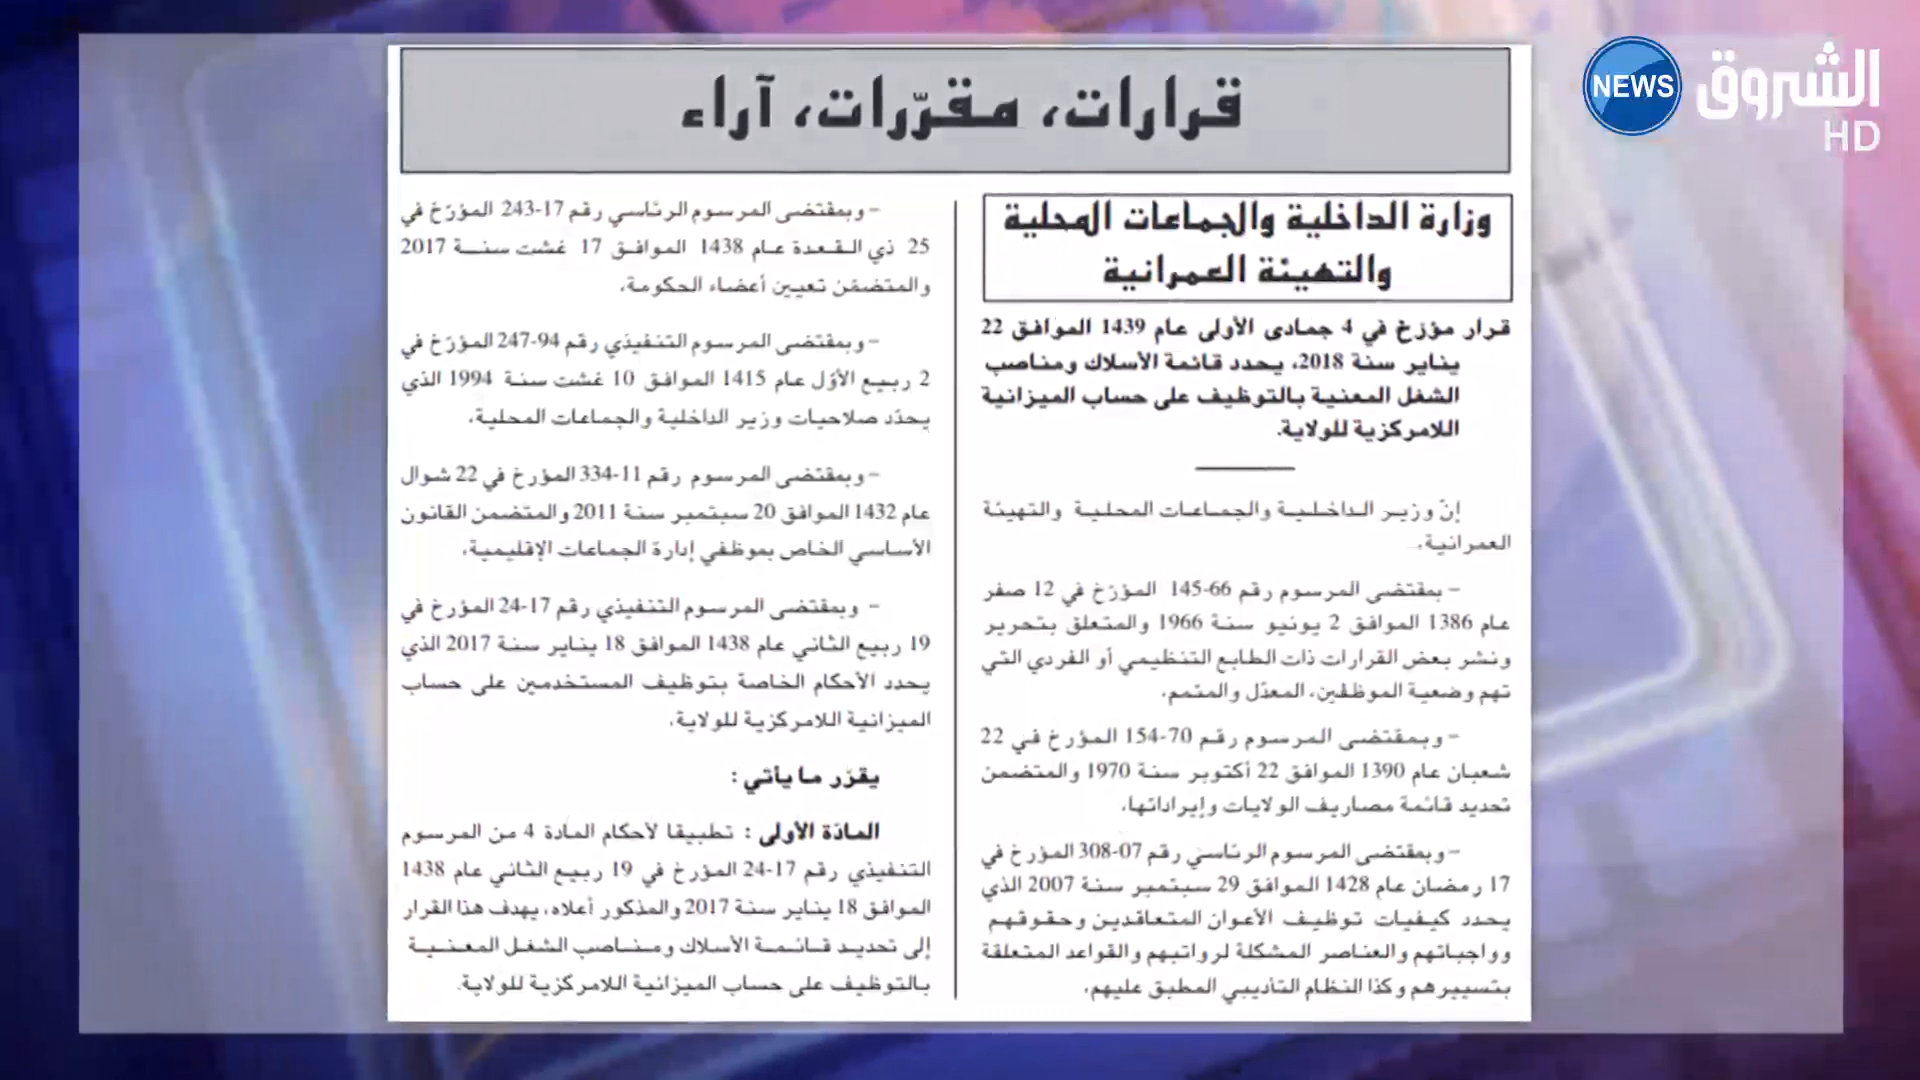 الشروق
NEWS
HD
قرارات، مقرّرات، آراء
وزارة الداخلية والجماعات المحلية
والتهيئة العمرانية
قرار مؤرخ في 4 جمادى الأولى عام 1439 الموافق 22
يناير سنة 2018، يحدد قائمة الأسلاك ومناصب
الشغل المعنية بالتوظيف على حساب الميزانية
اللامركزية للولاية.
إنّ وزير الداخلية والجماعات المحلية والتهيئة
العمرانية،
– بمقتضى المرسوم رقم 66-145 المؤرّخ في 12 صفر
عام 1386 الموافق 2 يونيو سنة 1966 والمتعلق بتحرير
ونشر بعض القرارات ذات الطابع التنظيمي أو الفردي التي
تهم وضعية الموظفين، المعدّل والمتمم،
– وبمقتضى المرسوم رقم 70-154 المؤرخ في 22
شعبان عام 1390 الموافق 22 أكتوبر سنة 1970 والمتضمن
تحديد قائمة مصاريف الولايات وإيراداتها،
– وبمقتضى المرسوم الرئاسي رقم 07-308 المؤرخ في
17 رمضان عام 1428 الموافق 29 سبتمبر سنة 2007 الذي
يحدد كيفيات توظيف الأعوان المتعاقدين وحقوقهم
وواجباتهم والعناصر المشكلة لرواتبهم والقواعد المتعلقة
بتسييرهم وكذا النظام التأديبي المطبق عليهم،
– وبمقتضى المرسوم الرئاسي رقم 17-243 المؤرّخ في
25 ذي القعدة عام 1438 الموافق 17 غشت سنة 2017
والمتضمّن تعيين أعضاء الحكومة،
– وبمقتضى المرسوم التنفيذي رقم 94-247 المؤرّخ في
2 ربيع الأوّل عام 1415 الموافق 10 غشت سنة 1994 الذي
يحدّد صلاحيات وزير الداخلية والجماعات المحلية،
– وبمقتضى المرسوم رقم 11-334 المؤرخ في 22 شوال
عام 1432 الموافق 20 سبتمبر سنة 2011 والمتضمن القانون
الأساسي الخاص بموظفي إدارة الجماعات الإقليمية،
– وبمقتضى المرسوم التنفيذي رقم 17-24 المؤرخ في
19 ربيع الثاني عام 1438 الموافق 18 يناير سنة 2017 الذي
يحدد الأحكام الخاصة بتوظيف المستخدمين على حساب
الميزانية اللامركزية للولاية،
يقرّر ما يأتي :
المادّة الأولى : تطبيقا لأحكام المادة 4 من المرسوم
التنفيذي رقم 17-24 المؤرخ في 19 ربيع الثاني عام 1438
الموافق 18 يناير سنة 2017 والمذكور أعلاه، يهدف هذا القرار
إلى تحديد قائمة الأسلاك ومناصب الشغل المعنية
بالتوظيف على حساب الميزانية اللامركزية للولاية.